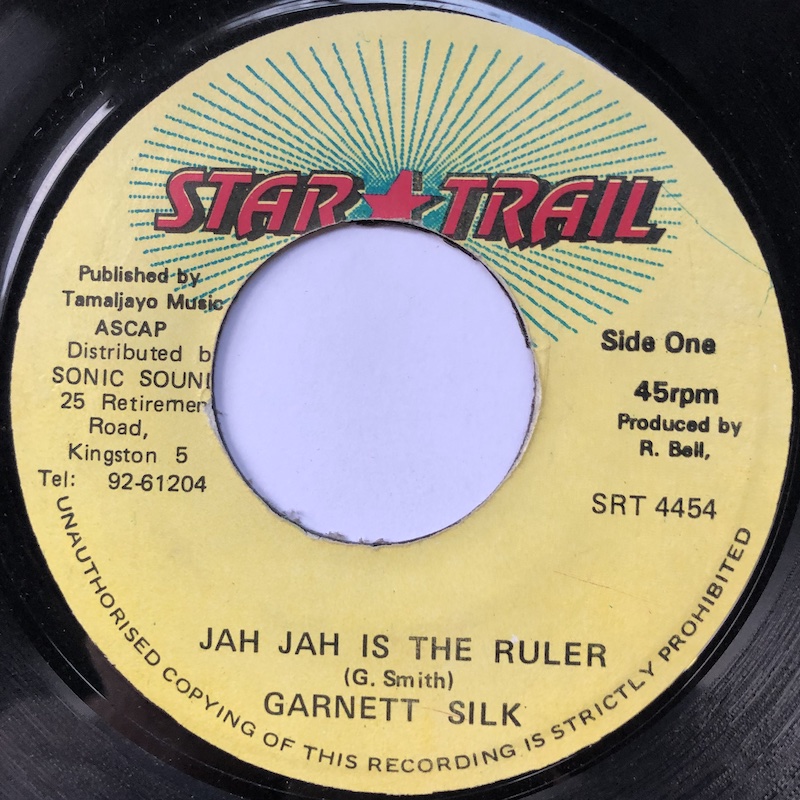 STAR TRAIL
Published by
Tamaljayo Music
ASCAP
Distributed b
SONIC SOUN
25 Retiremen
Road,
Kingston 5
Tel: 92-61204
Side One
45rpm
Produced by
R. Bell,
SRT 4454
JAH JAH IS THE RULER
(G. Smith)
GARNETT SILK
UNAUTHORISED COPYING OF THIS RECORDING IS STRICTLY PROHIBITED